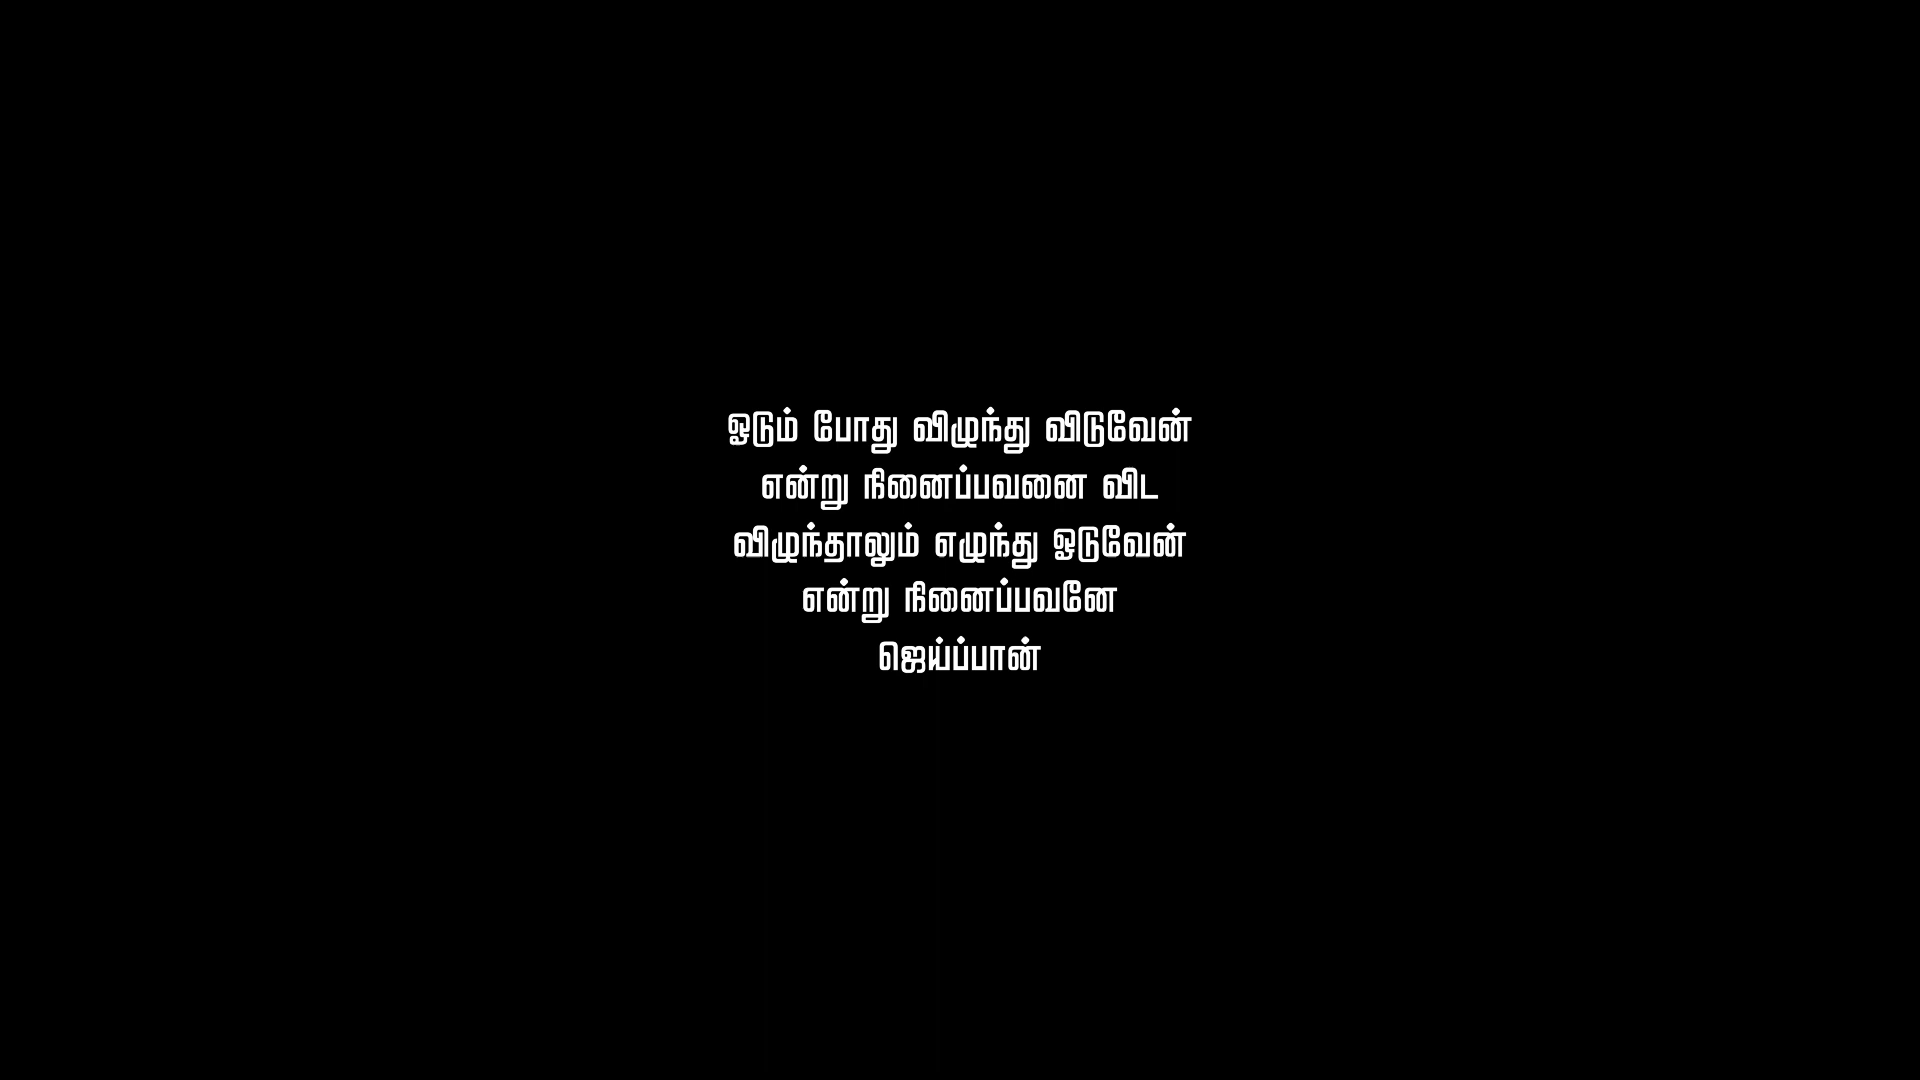 ஓடும் போது விழுந்து விடுவேன்
என்று நினைப்பவனை விட
விழுந்தாலும் எழுந்து ஓடுவேன்
என்று நினைப்பவனே
ஜெய்ப்பான்